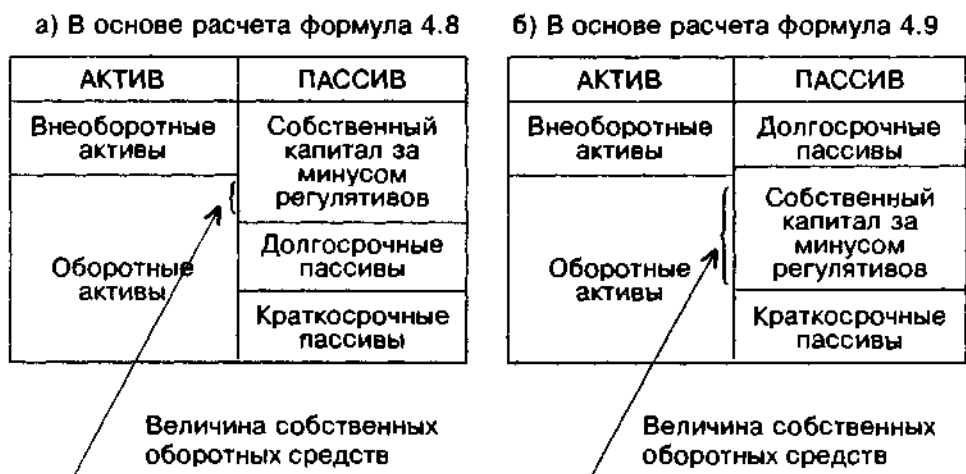 а) В основе расчета формула 4.8
АКТИВ
ПАССИВ
Внеоборотные
активы
Собственный
капитал за
минусом
регулятивов
Оборотные
активы
Долгосрочные
пассивы
Краткосрочные
пассивы
Величина собственных
оборотных средств
б) В основе расчета формула 4.9
АКТИВ
ПАССИВ
Внеоборотные
активы
Долгосрочные
пассивы
Оборотные
активы
Собственный
капитал за
минусом
регулятивов
Краткосрочные
пассивы
Величина собственных
оборотных средств